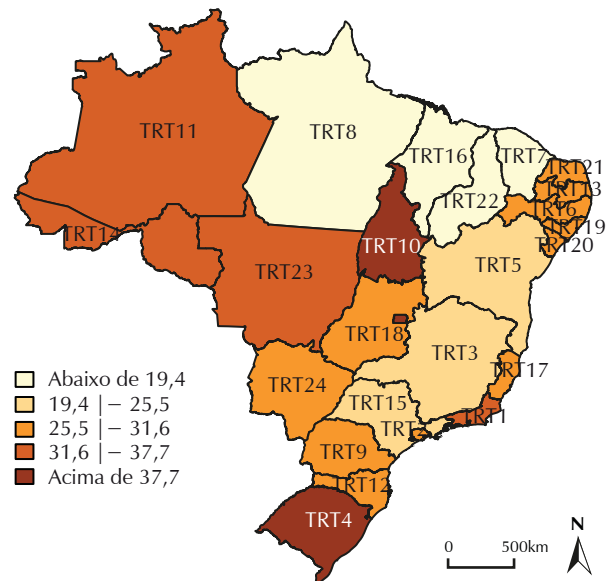 TRT11
TRT8
TRT16
TRT7
TRT21
TRT13
TRT6
TRT22
TRT19
TRT20
TRT14
TRT10
TRT23
TRT5
TRT18
TRT3
TRT17
TRT24
TRT15
TRT1
TRT2
TRT9
TRT12
TRT4
Abaixo de 19,4
19,4 |− 25,5
25,5 |− 31,6
31,6 |− 37,7
Acima de 37,7
N
0 500km